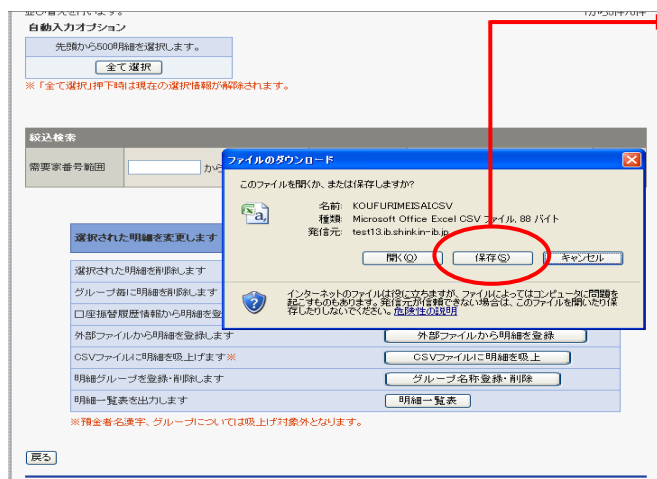 自動入力オプション
先頭から500明細を選択します。
全て選択
※「全て選択」押下時は現在の選択情報が解除されます。
絞込検索
需要家番号範囲
から
ファイルのダウンロード
このファイルを開くか、または保存しますか?
名前: KOUFURIMEISAICSV
種類: Microsoft Office Excel CSV ファイル, 88 バイト
発信元: test13.ib.shinkin-ib.jp
開く(O)
保存(S)
キャンセル
インターネットのファイルは役に立ちますが、ファイルによってはコンピュータに問題を
起こすものもあります。発信元が信頼できない場合は、このファイルを開いたり保
存したりしないでください。危険性の説明
選択された明細を変更します
選択された明細を削除します
グループ毎に明細を削除します
口座振替履歴情報から明細を登
外部ファイルから明細を登録します
外部ファイルから明細を登録
CSVファイルに明細を吸上げます※
CSVファイルに明細を吸上
明細グループを登録・削除します
グループ名称登録・削除
明細一覧表を出力します
明細一覧表
※預金者名漢字、グループについては吸上げ対象外となります。
戻る